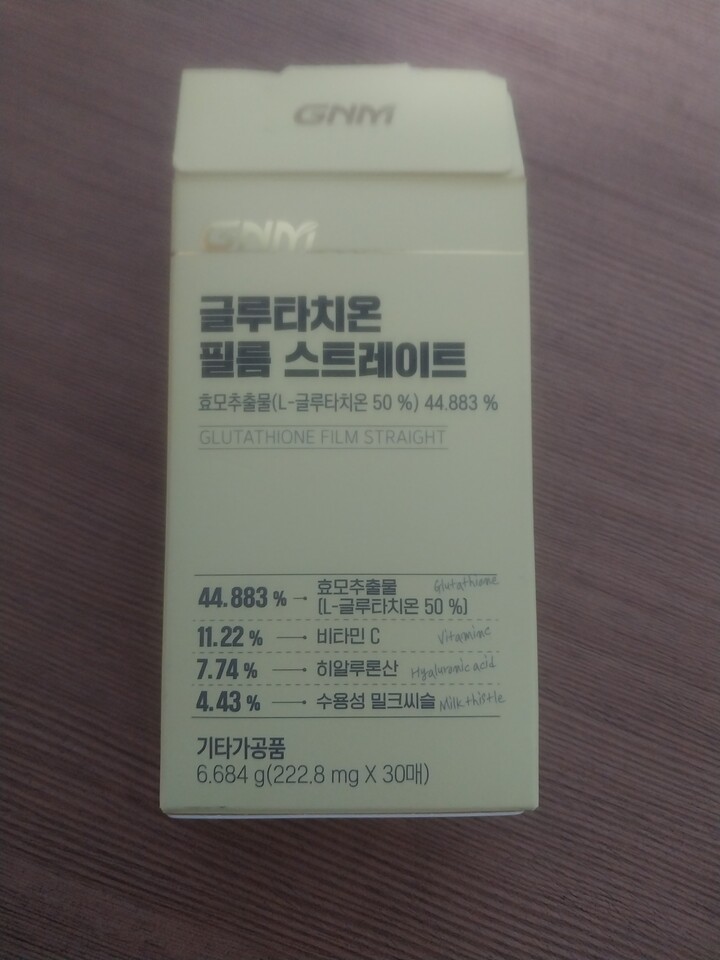 GNM
GNM
글루타치온
필름 스트레이트
효모추출물(L-글루타치온 50 %) 44.883 %
GLUTATHIONE FILM STRAIGHT
44.883 % → 효모추출물 Glutathione
(L-글루타치온 50 %)
11.22 % → 비타민 C Vitamin C
7.74 % → 히알루론산 Hyaluronic acid
4.43 % → 수용성 밀크씨슬 Milk thistle
기타가공품
6.684 g(222.8 mg X 30매)